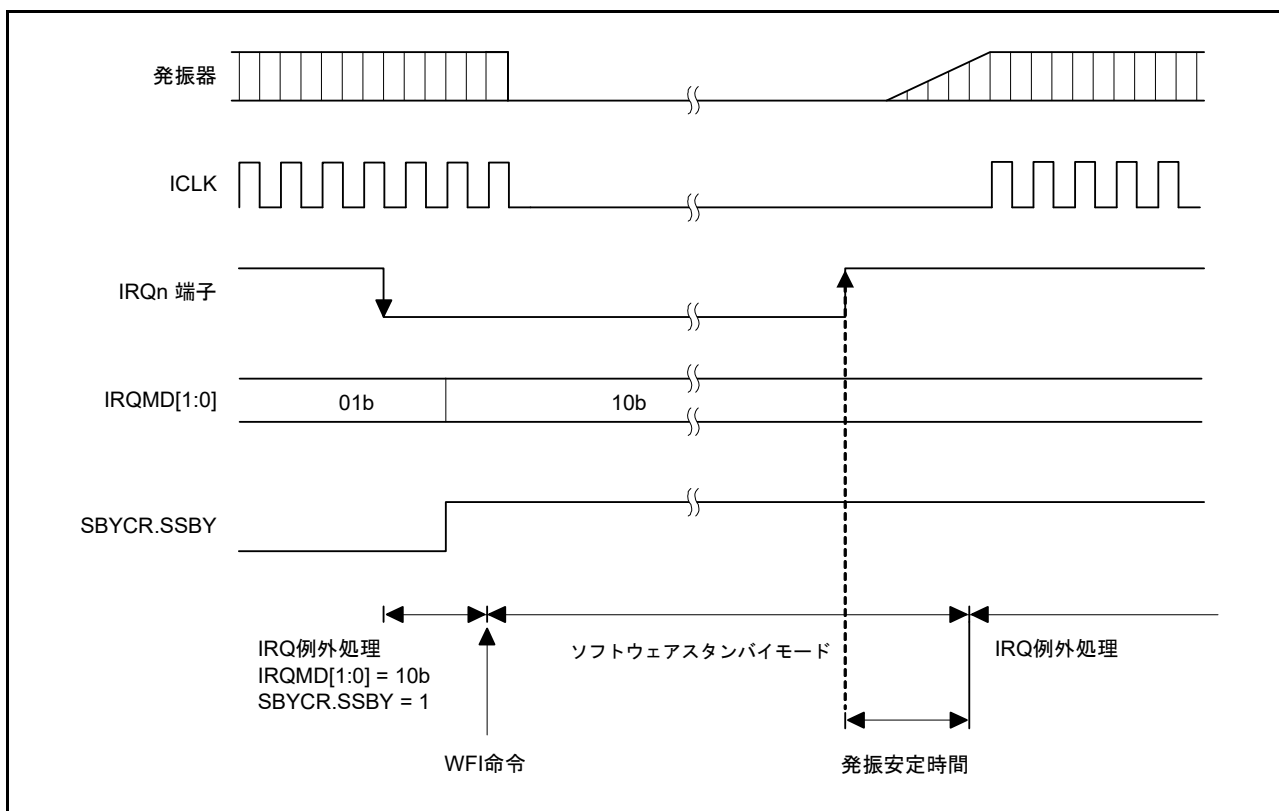 発振器
ICLK
IRQn 端子
IRQMD[1:0]
01b
10b
SBYCR.SSBY
IRQ例外処理
IRQMD[1:0] = 10b
SBYCR.SSBY = 1
ソフトウェアスタンバイモード
IRQ例外処理
WFI命令
発振安定時間